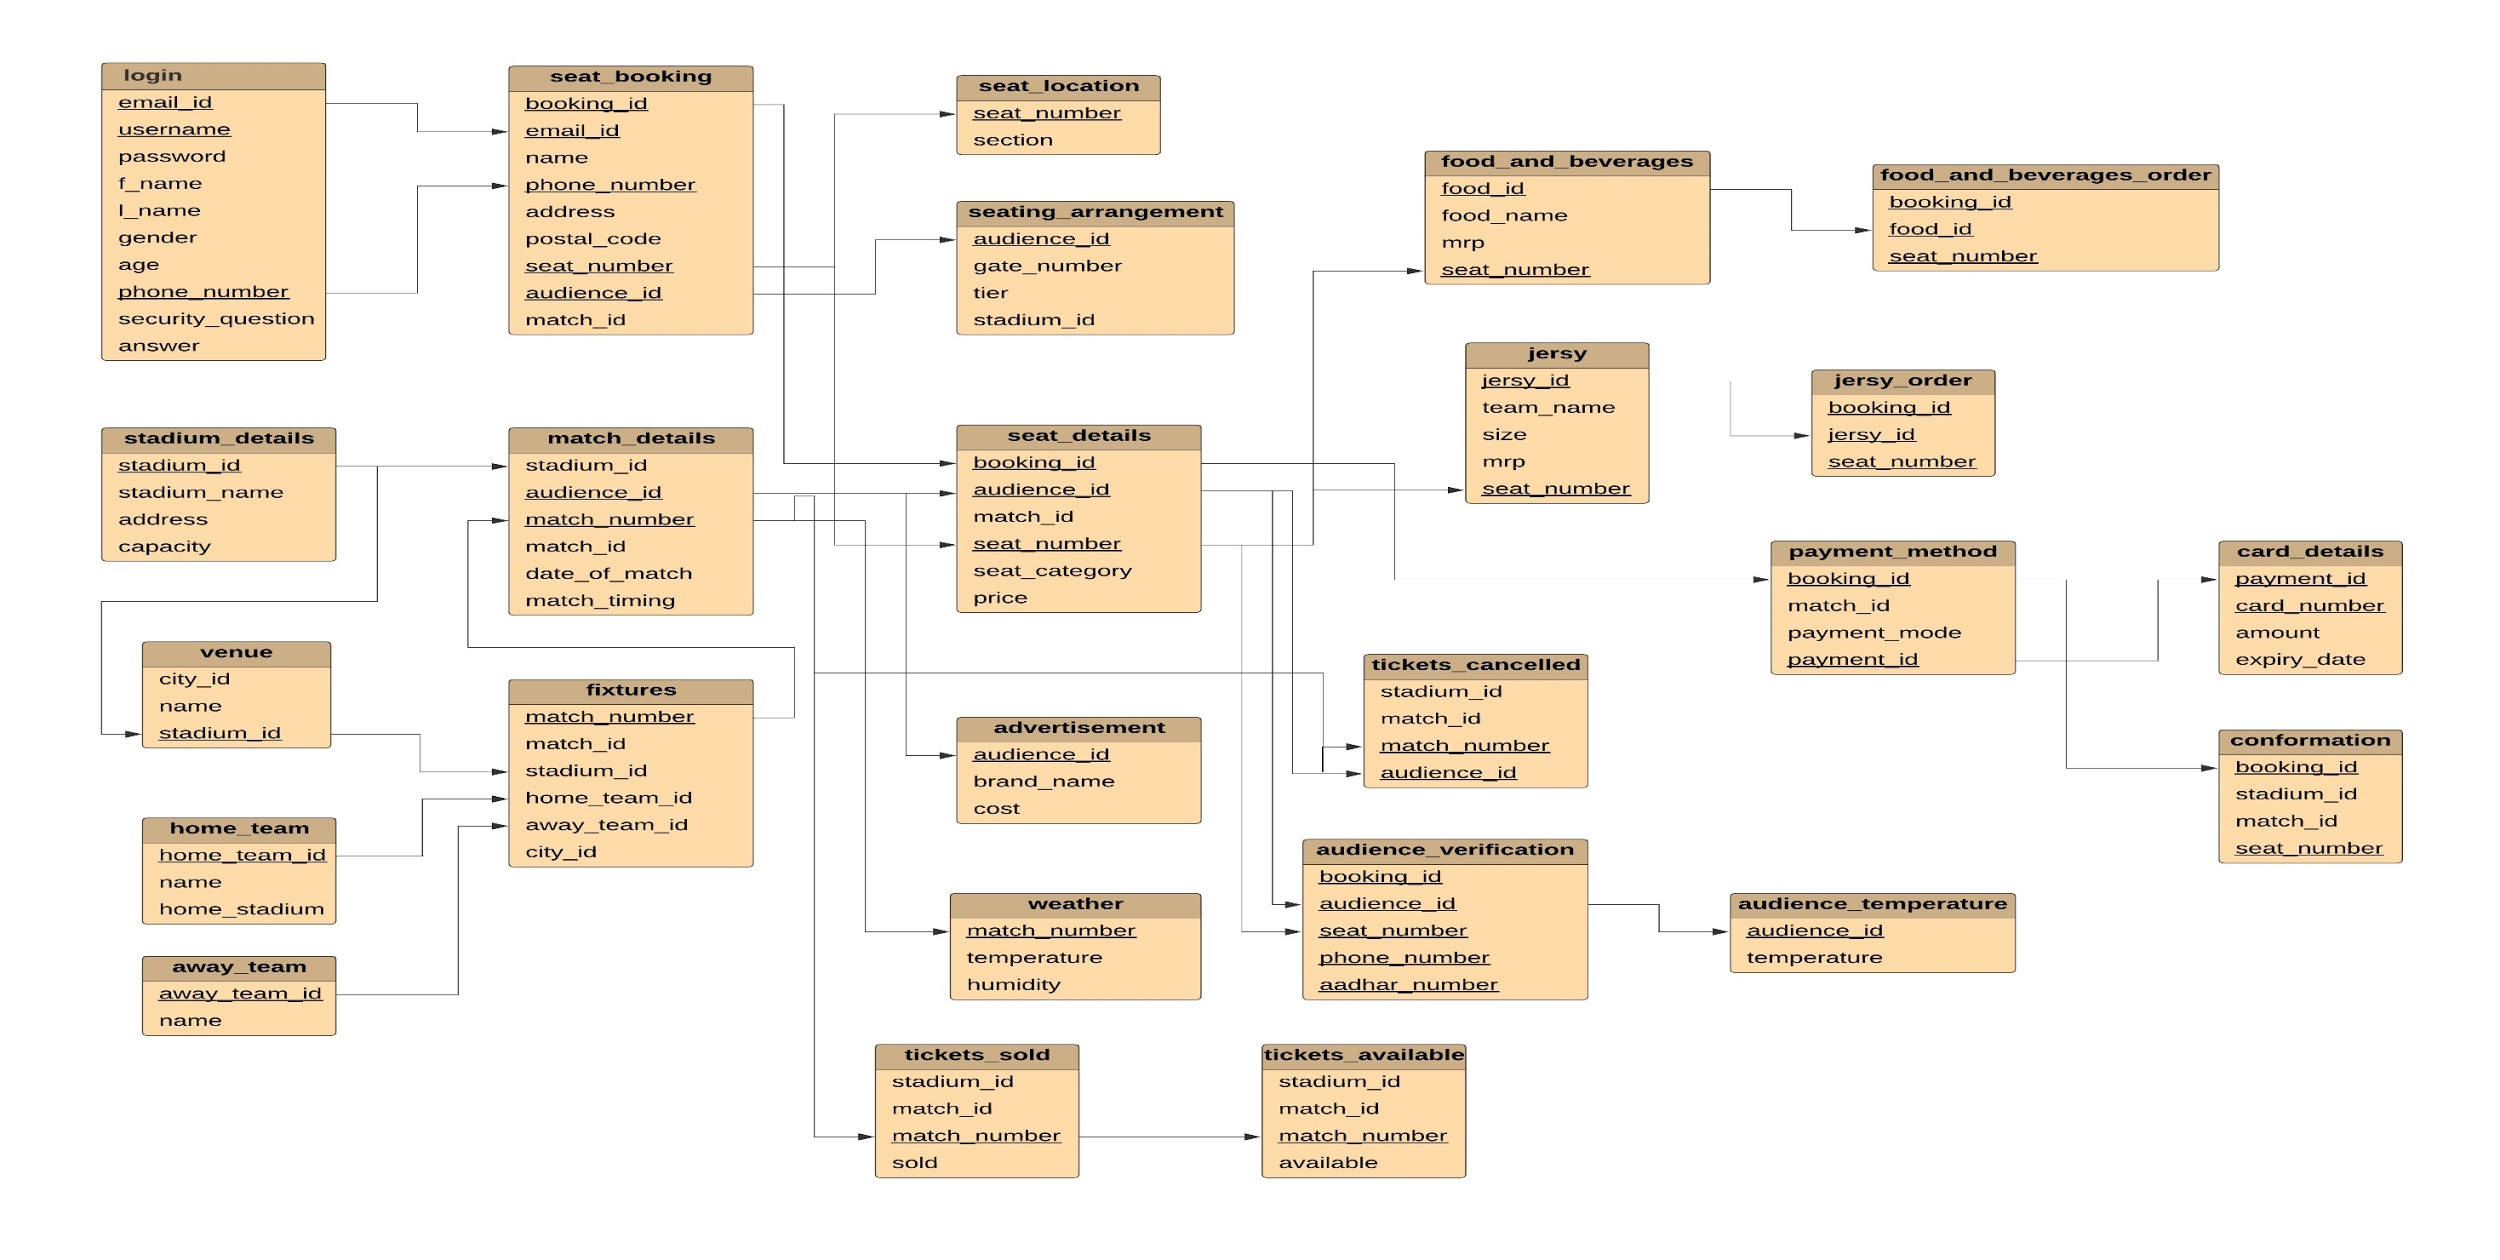 login
email_id
username
password
f_name
l_name
gender
age
phone_number
security_question
answer
seat_booking
booking_id
email_id
name
phone_number
address
postal_code
seat_number
audience_id
match_id
seat_location
seat_number
section
seating_arrangement
audience_id
gate_number
tier
stadium_id
food_and_beverages
food_id
food_name
mrp
seat_number
food_and_beverages_order
booking_id
food_id
seat_number
jersy
jersy_id
team_name
size
mrp
seat_number
jersy_order
booking_id
jersy_id
seat_number
stadium_details
stadium_id
stadium_name
address
capacity
match_details
stadium_id
audience_id
match_number
match_id
date_of_match
match_timing
seat_details
booking_id
audience_id
match_id
seat_number
seat_category
price
payment_method
booking_id
match_id
payment_mode
payment_id
card_details
payment_id
card_number
amount
expiry_date
venue
city_id
name
stadium_id
fixtures
match_number
match_id
stadium_id
home_team_id
away_team_id
city_id
tickets_cancelled
stadium_id
match_id
match_number
audience_id
advertisement
audience_id
brand_name
cost
conformation
booking_id
stadium_id
match_id
seat_number
home_team
home_team_id
name
home_stadium
audience_verification
booking_id
audience_id
seat_number
phone_number
aadhar_number
weather
match_number
temperature
humidity
audience_temperature
audience_id
temperature
away_team
away_team_id
name
tickets_sold
stadium_id
match_id
match_number
sold
tickets_available
stadium_id
match_id
match_number
available